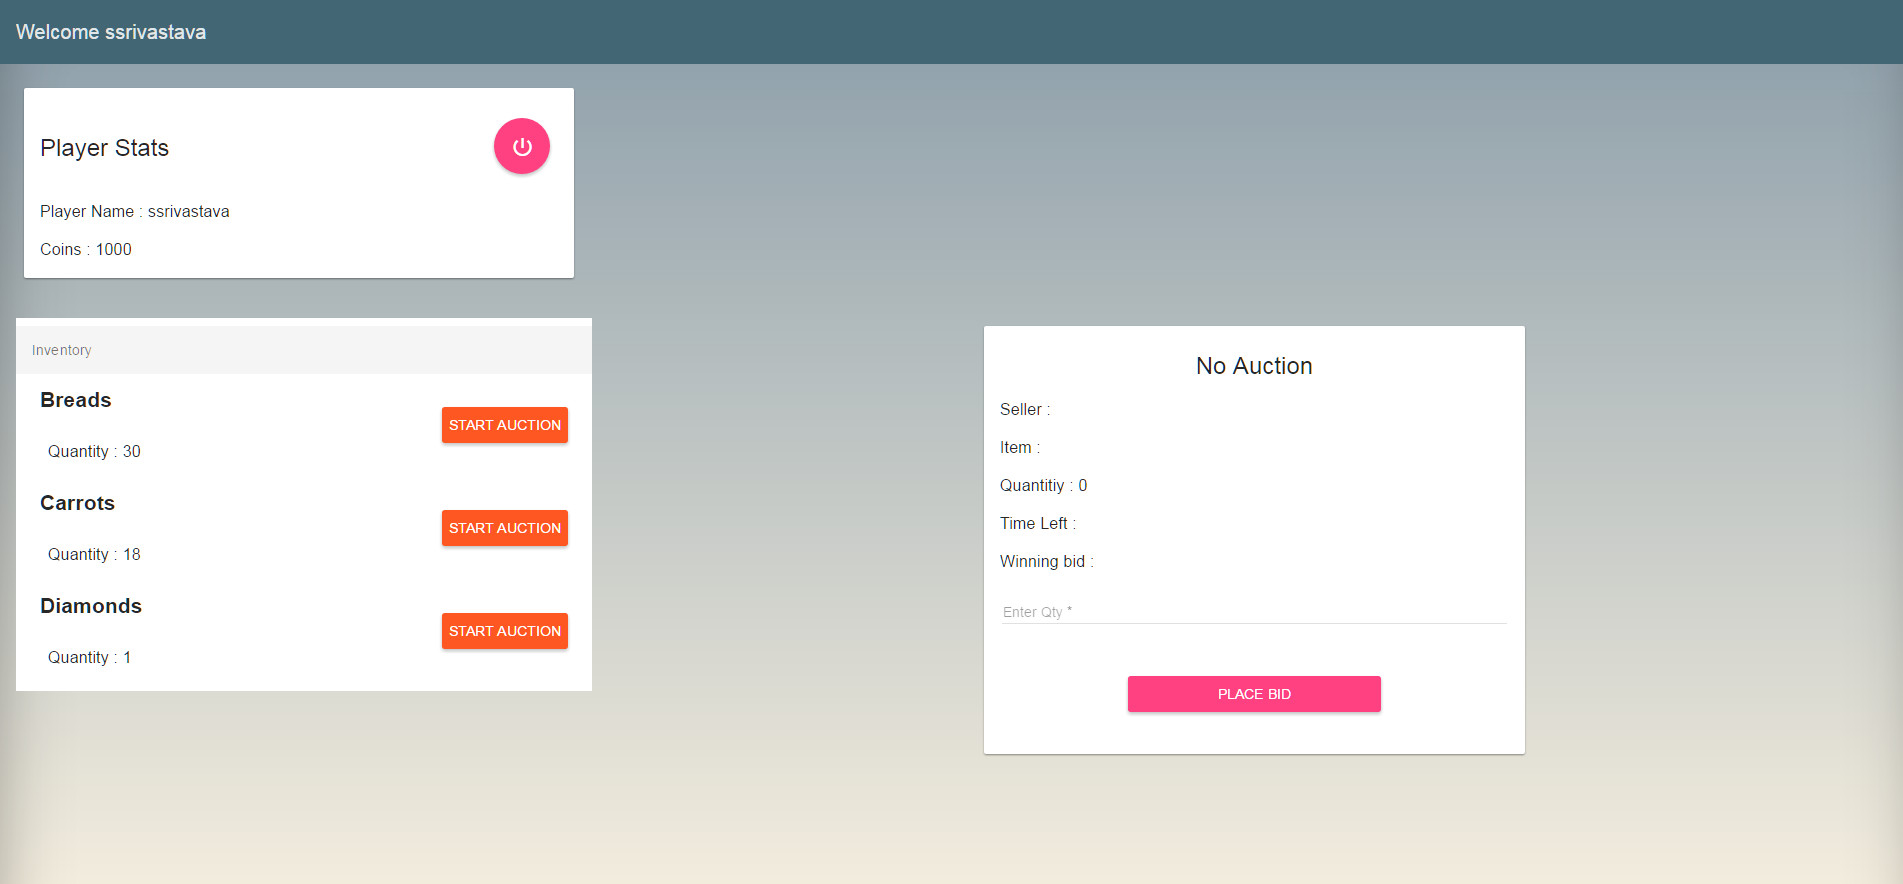 Welcome ssrivastava
Player Stats
Player Name : ssrivastava
Coins : 1000
Inventory
Breads
START AUCTION
Quantity : 30
Carrots
START AUCTION
Quantity : 18
Diamonds
START AUCTION
Quantity : 1
No Auction
Seller :
Item :
Quantitiy : 0
Time Left :
Winning bid :
Enter Qty *
PLACE BID